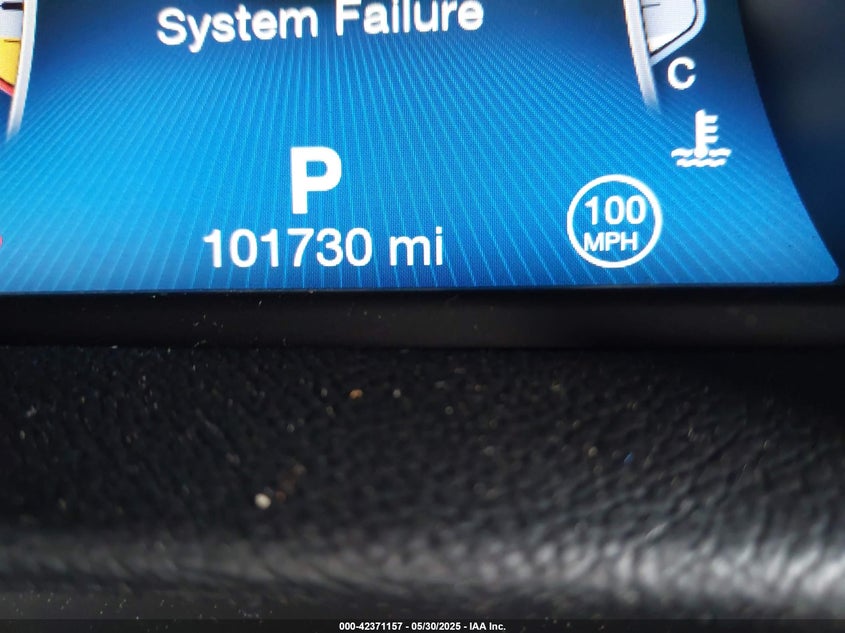 System Failure
C
P
101730 mi
100
MPH
000-42371157 - 05/30/2025 - IAA Inc.